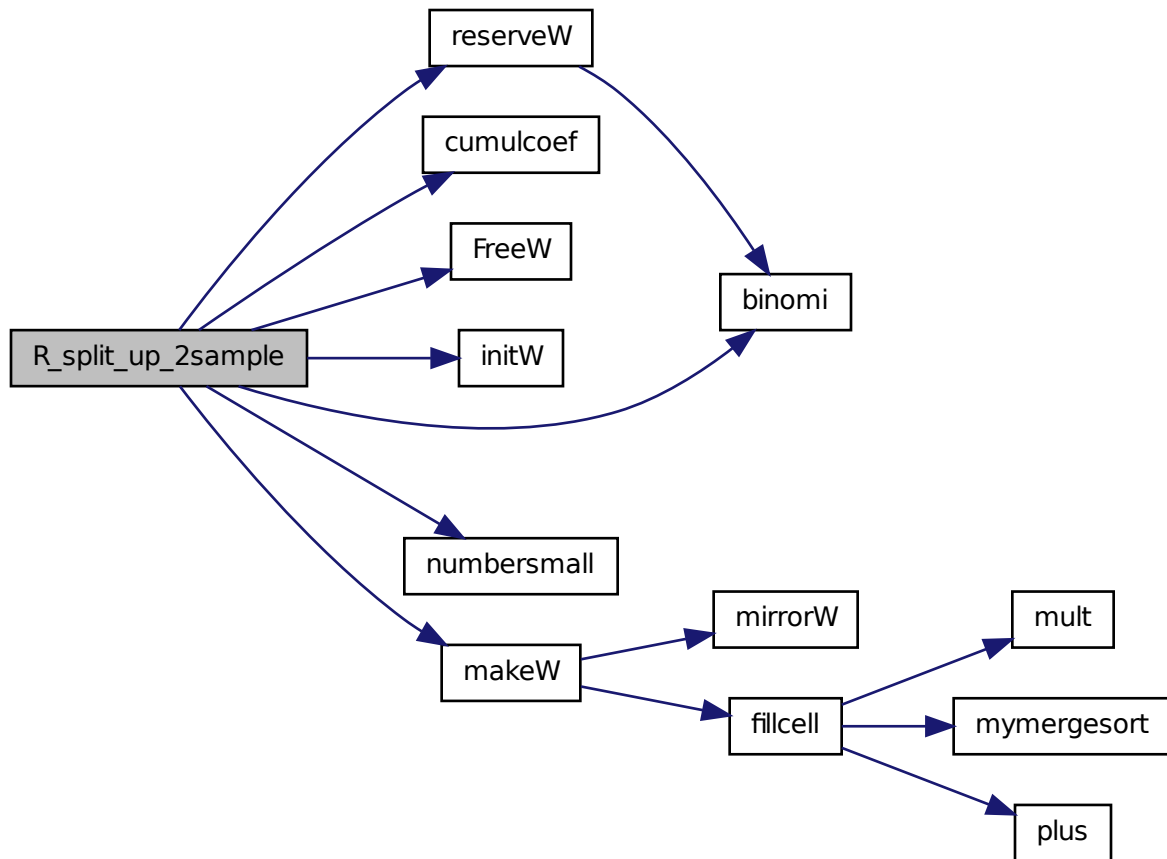 reserveW
cumulcoef
FreeW
binomi
R_split_up_2sample
initW
numbersmall
mirrorW
mult
makeW
fillcell
mymergesort
plus